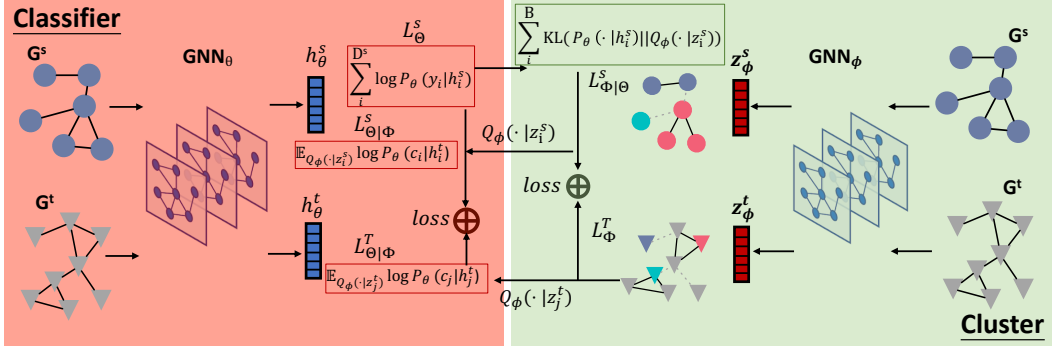 Classifier
G^s
GNN_θ
h_θ^s
L_Θ^s
∑_i^{D^s} log P_θ (y_i|h_i^s)
L_{Θ|Φ}^s
𝔼_{Q_ϕ(·|z_i^s)} log P_θ (c_i|h_i^t)
Q_ϕ(· |z_i^s)
loss
G^t
h_θ^t
L_{Θ|Φ}^T
𝔼_{Q_ϕ(·|z_j^t)} log P_θ (c_j|h_j^t)
Q_ϕ(· |z_j^t)
∑_i^B KL(P_θ (· |h_i^s)||Q_ϕ(· |z_i^s))
L_{Φ|Θ}^s
z_ϕ^s
GNN_ϕ
G^s
loss
L_Φ^T
z_ϕ^t
G^t
Cluster